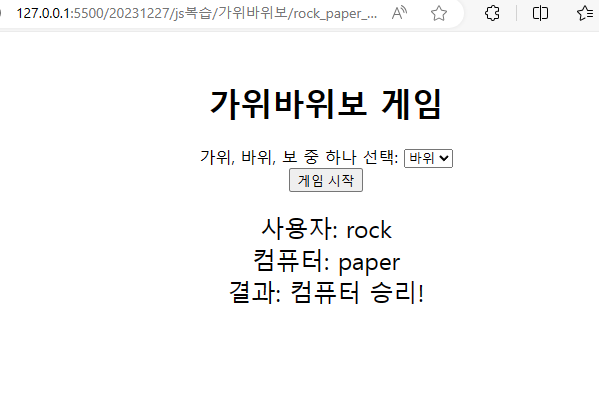 127.0.0.1:5500/20231227/js복습/가위바위보/rock_paper_...
가위바위보 게임
가위, 바위, 보 중 하나 선택: 바위
게임 시작
사용자: rock
컴퓨터: paper
결과: 컴퓨터 승리!